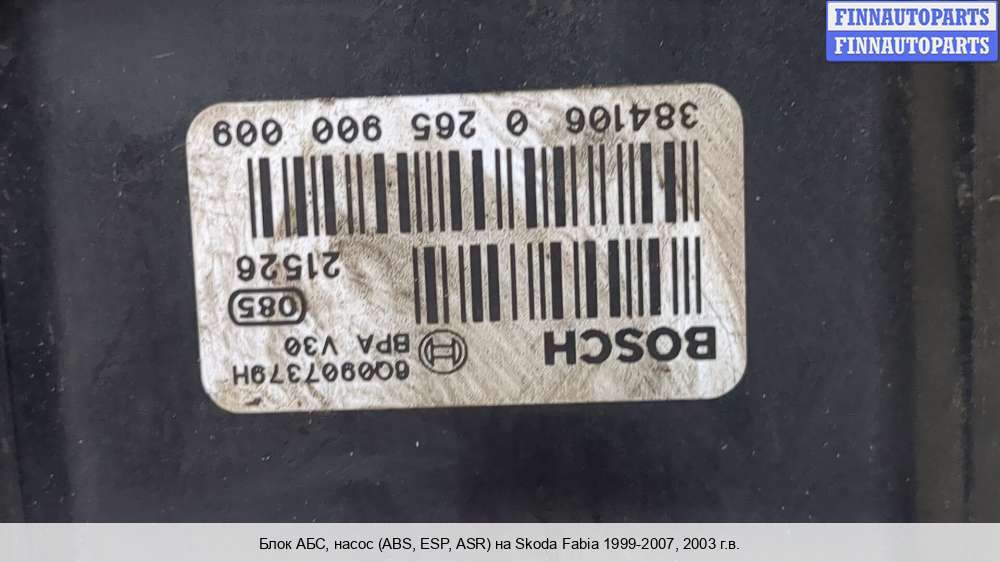 FINNAUTOPARTS
FINNAUTOPARTS
6Q0907379H
BOSCH BPA V30
085
21526
384106 0 265 900 009
Блок АБС, насос (ABS, ESP, ASR) на Skoda Fabia 1999-2007, 2003 г.в.